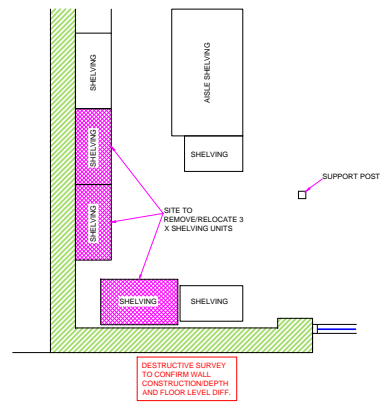 SHELVING
AISLE SHELVING
SHELVING
SHELVING
SUPPORT POST
SHELVING
SITE TO
REMOVE/RELOCATE 3
X SHELVING UNITS
SHELVING
SHELVING
DESTRUCTIVE SURVEY
TO CONFIRM WALL
CONSTRUCTION/DEPTH
AND FLOOR LEVEL DIFF.